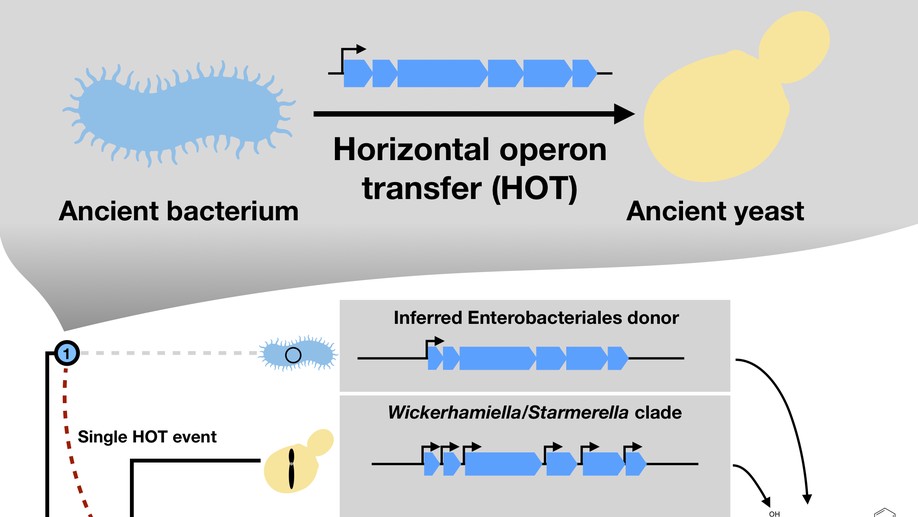 Horizontal operon
transfer (HOT)
Ancient bacterium
Ancient yeast
Inferred Enterobacteriales donor
1
Wickerhamiella/Starmerella clade
Single HOT event
OH